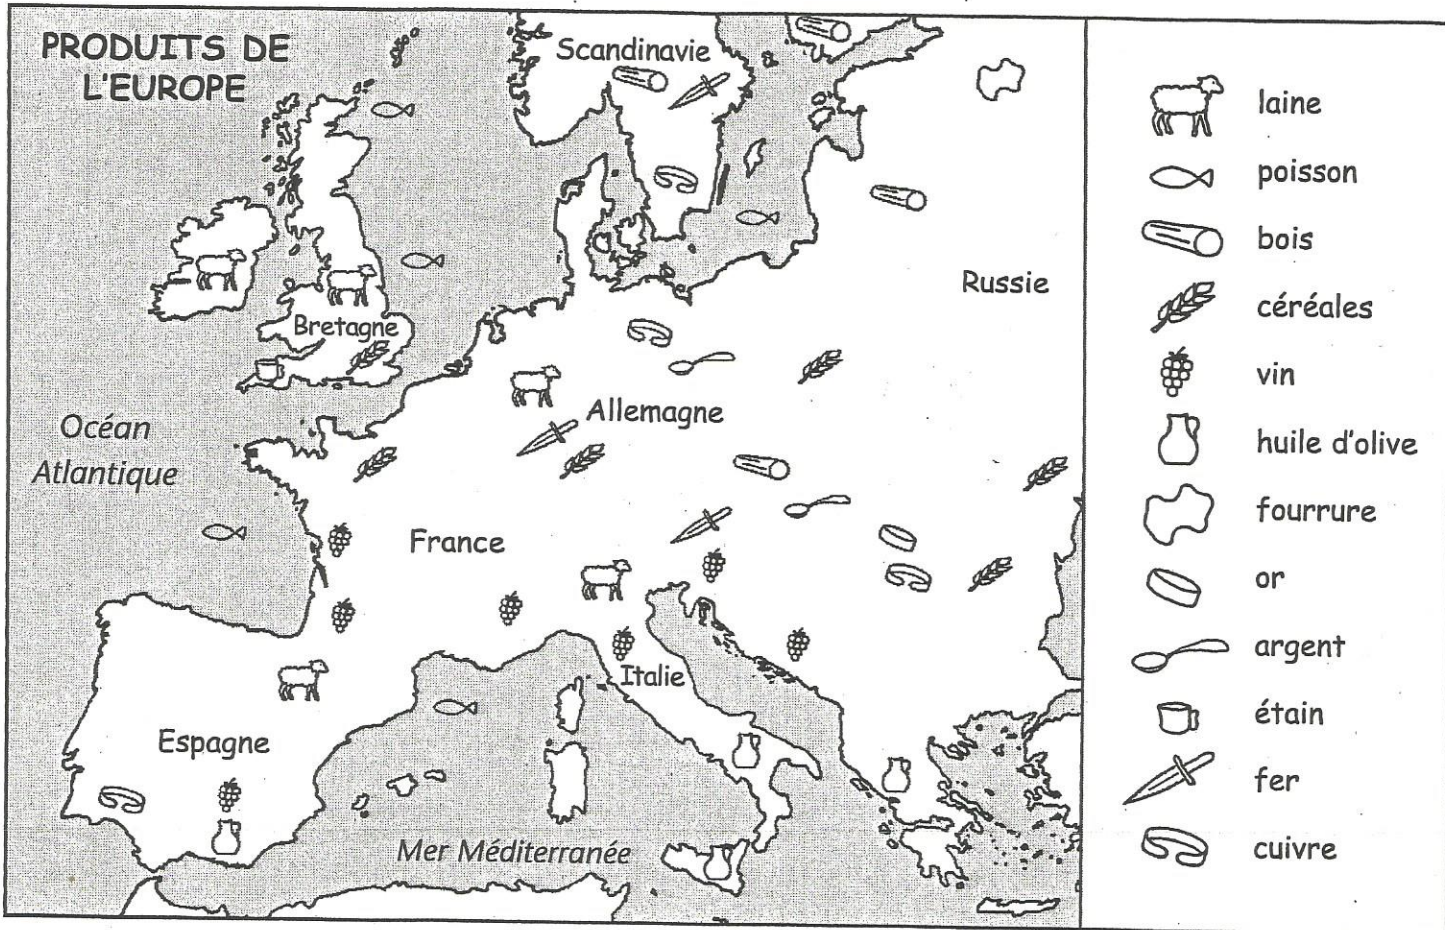 PRODUITS DE
L'EUROPE
Scandinavie
Russie
Bretagne
Allemagne
Océan
Atlantique
France
Italie
Espagne
Mer Méditerranée
laine
poisson
bois
céréales
vin
huile d'olive
fourrure
or
argent
étain
fer
cuivre